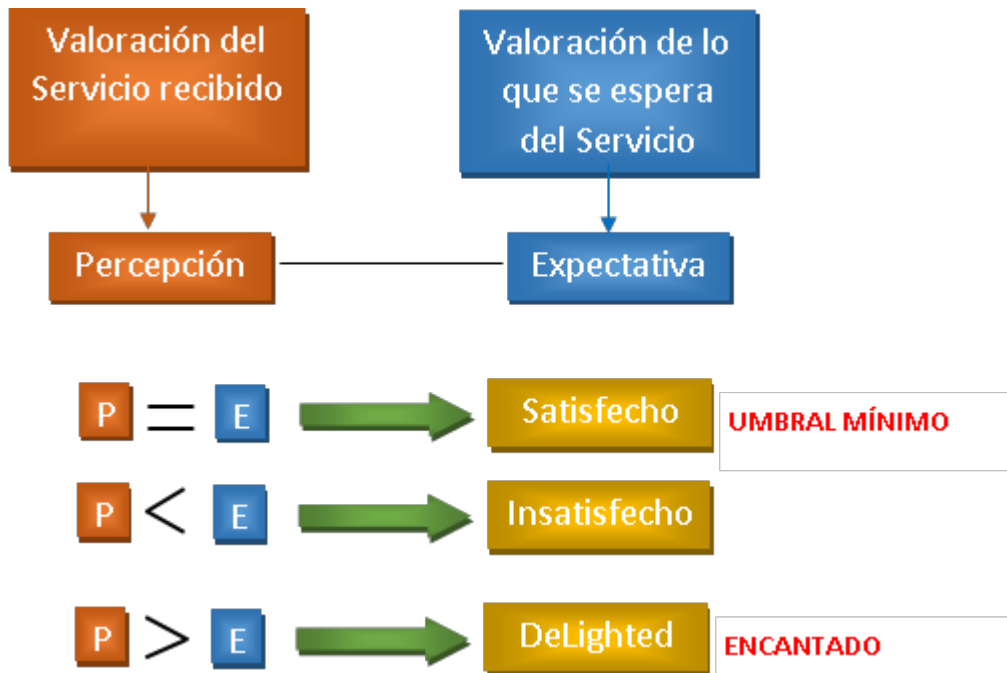 Valoración del
Servicio recibido
Valoración de lo
que se espera
del Servicio
Percepción
Expectativa
P = E
Satisfecho
UMBRAL MÍNIMO
P < E
Insatisfecho
P > E
DeLighted
ENCANTADO